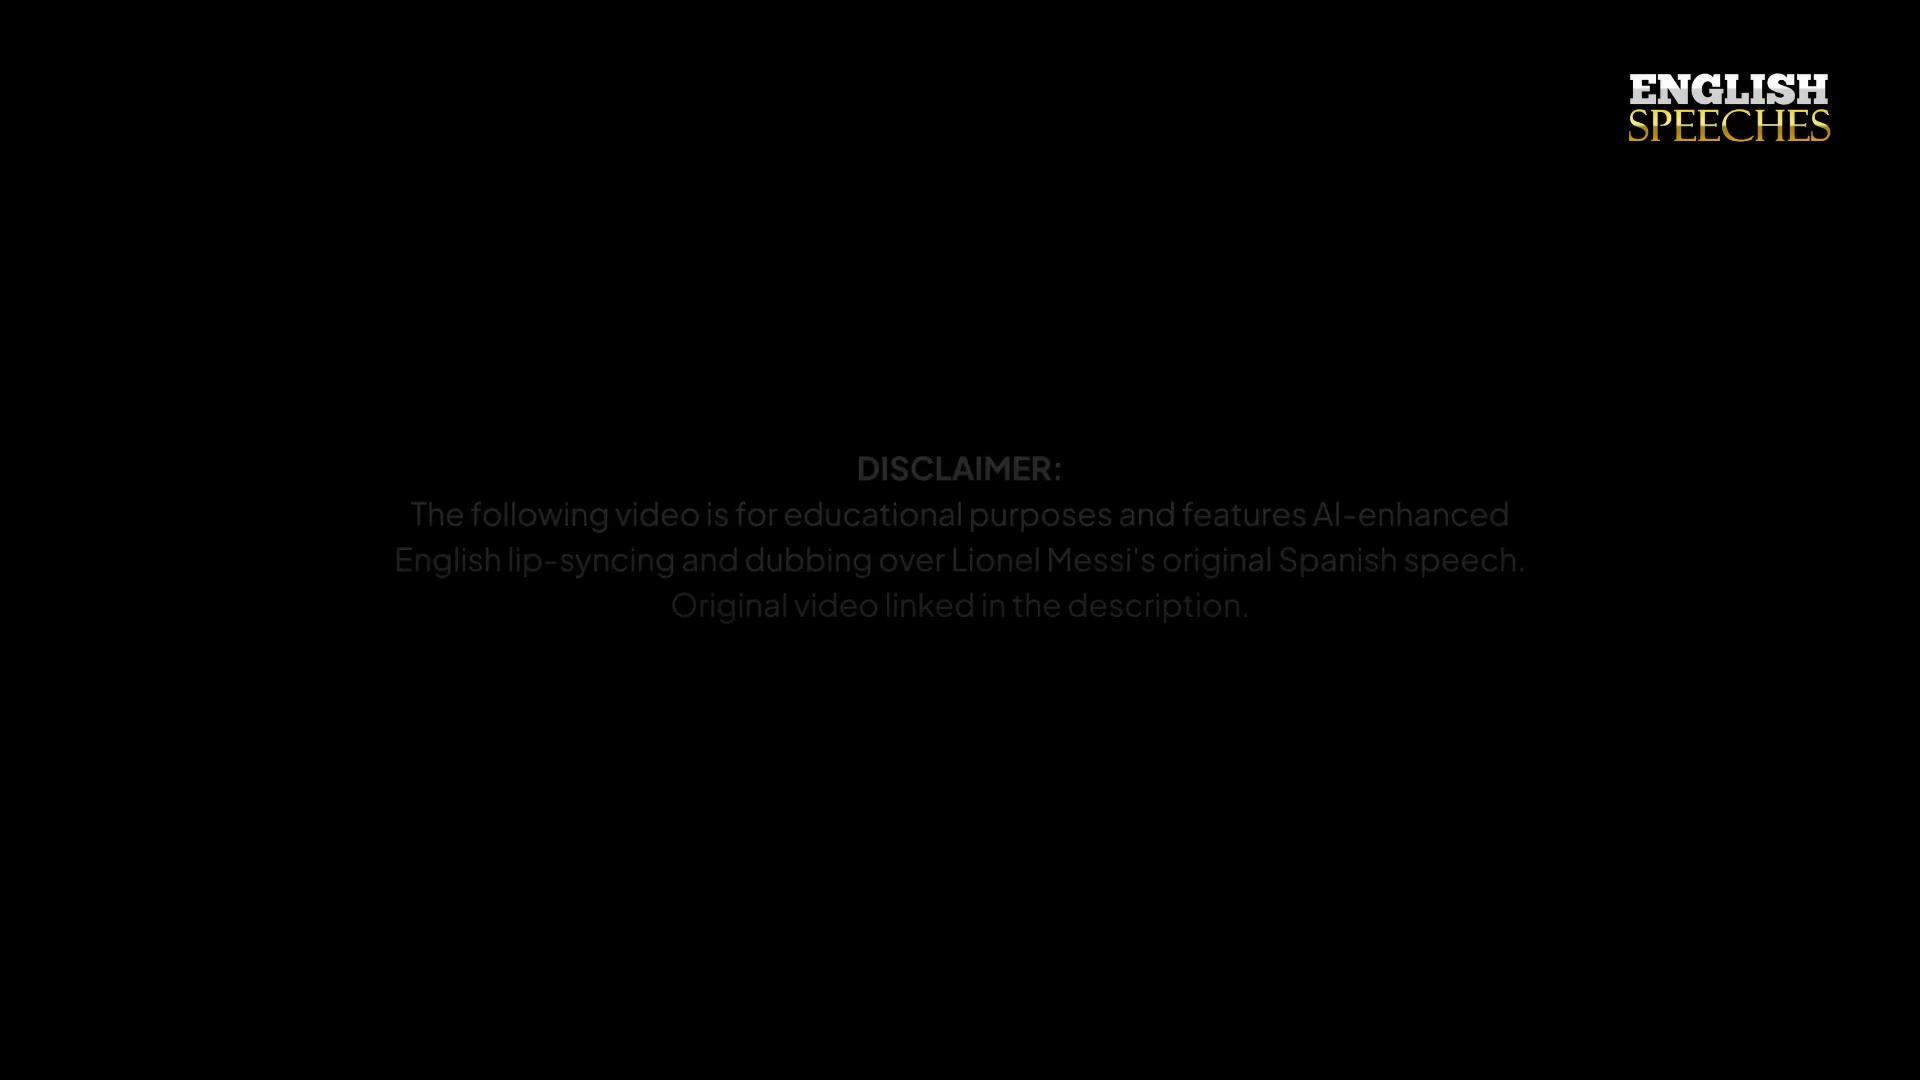 ENGLISH
SPEECHES
DISCLAIMER:
The following video is for educational purposes and features AI-enhanced
English lip-syncing and dubbing over Lionel Messi's original Spanish speech.
Original video linked in the description.